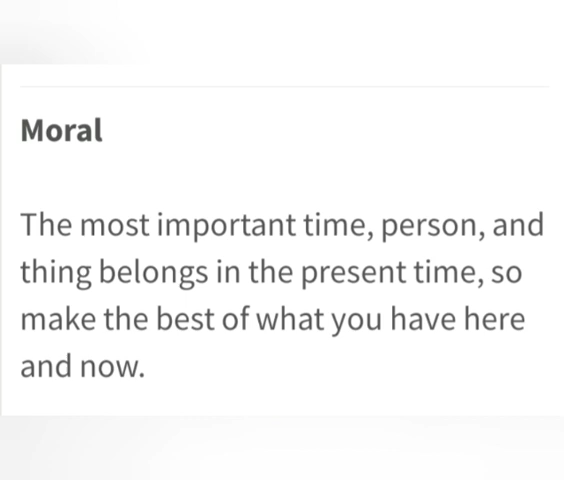 Moral
The most important time, person, and
thing belongs in the present time, so
make the best of what you have here
and now.